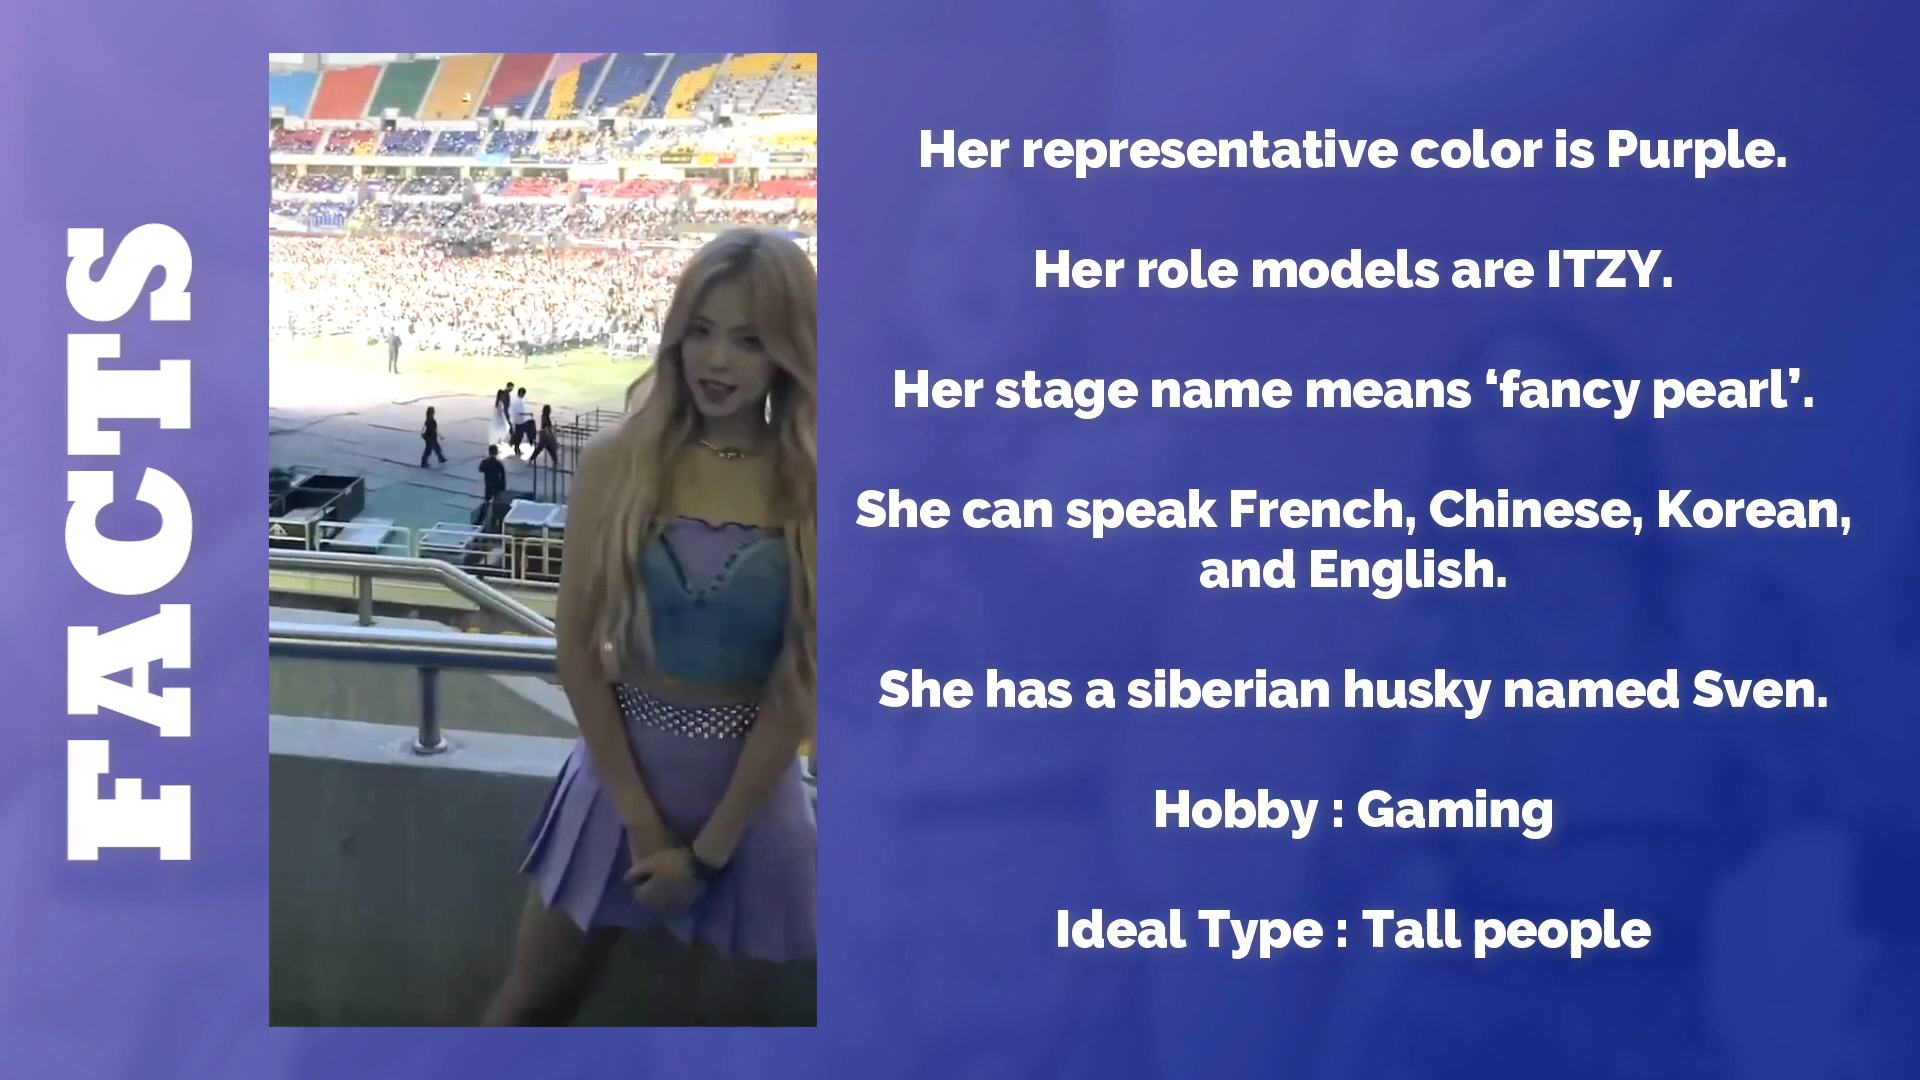 FACTS
Her representative color is Purple.
Her role models are ITZY.
Her stage name means ‘fancy pearl’.
She can speak French, Chinese, Korean,
and English.
She has a siberian husky named Sven.
Hobby : Gaming
Ideal Type : Tall people